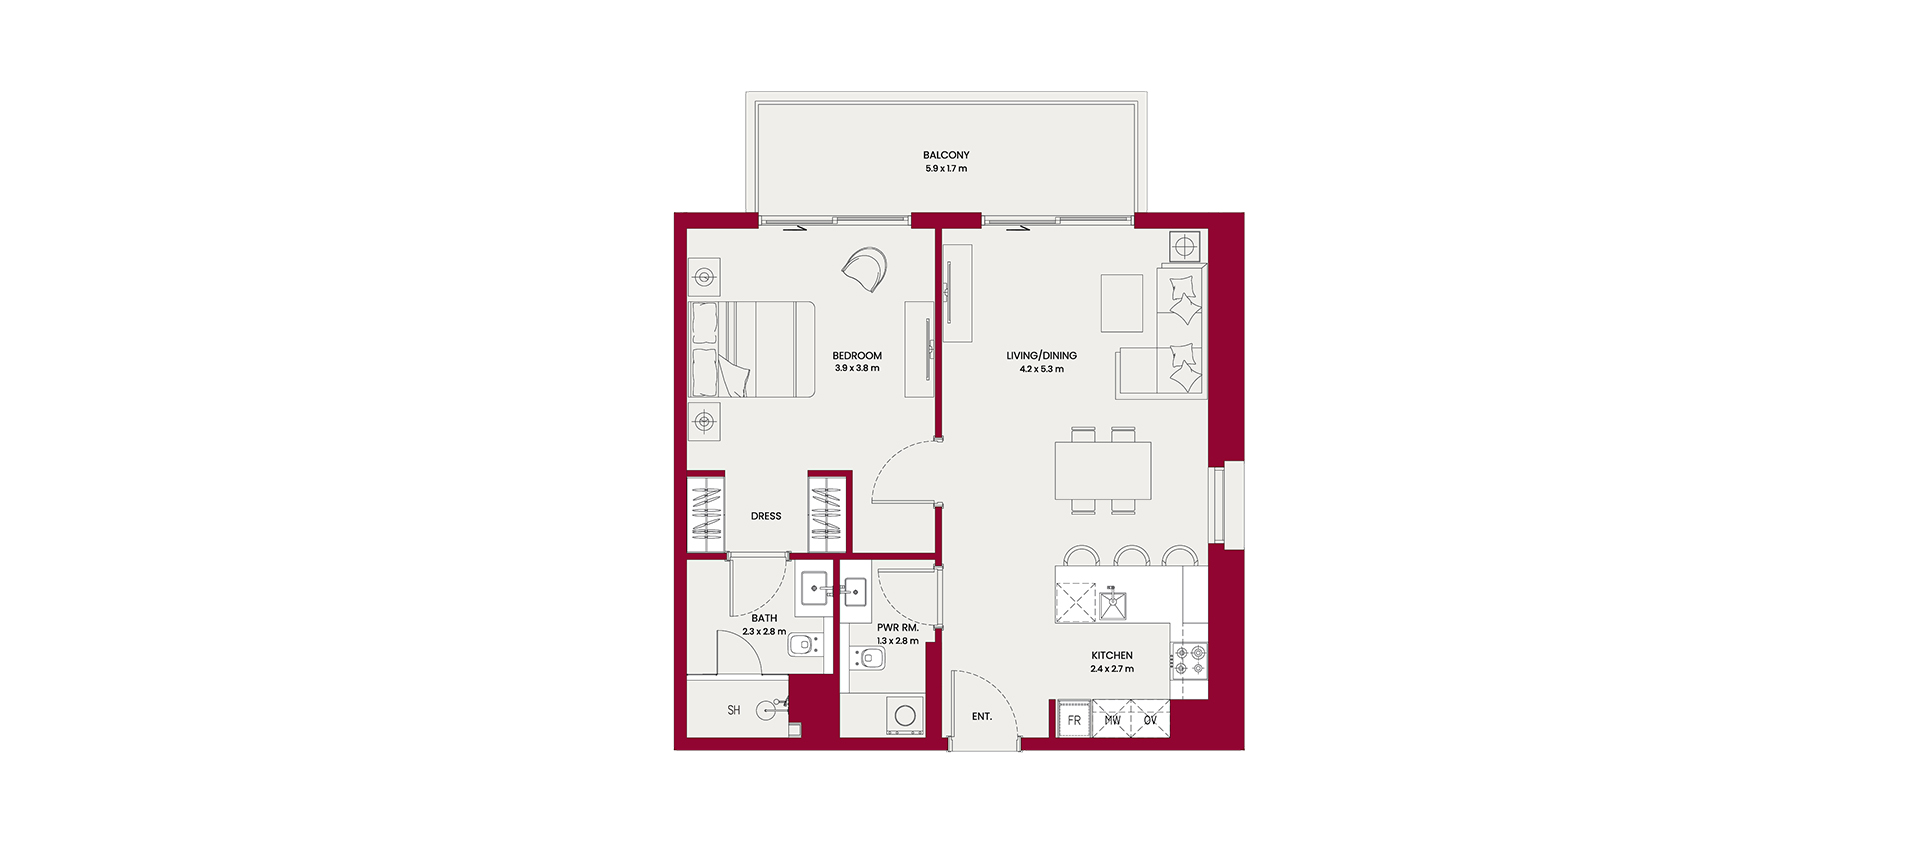 BALCONY
5.9 x 1.7 m
BEDROOM
3.9 x 3.8 m
LIVING/DINING
4.2 x 5.3 m
DRESS
BATH
2.3 x 2.8 m
PWR RM.
1.3 x 2.8 m
KITCHEN
2.4 x 2.7 m
SH
ENT.
FR
MW
OV